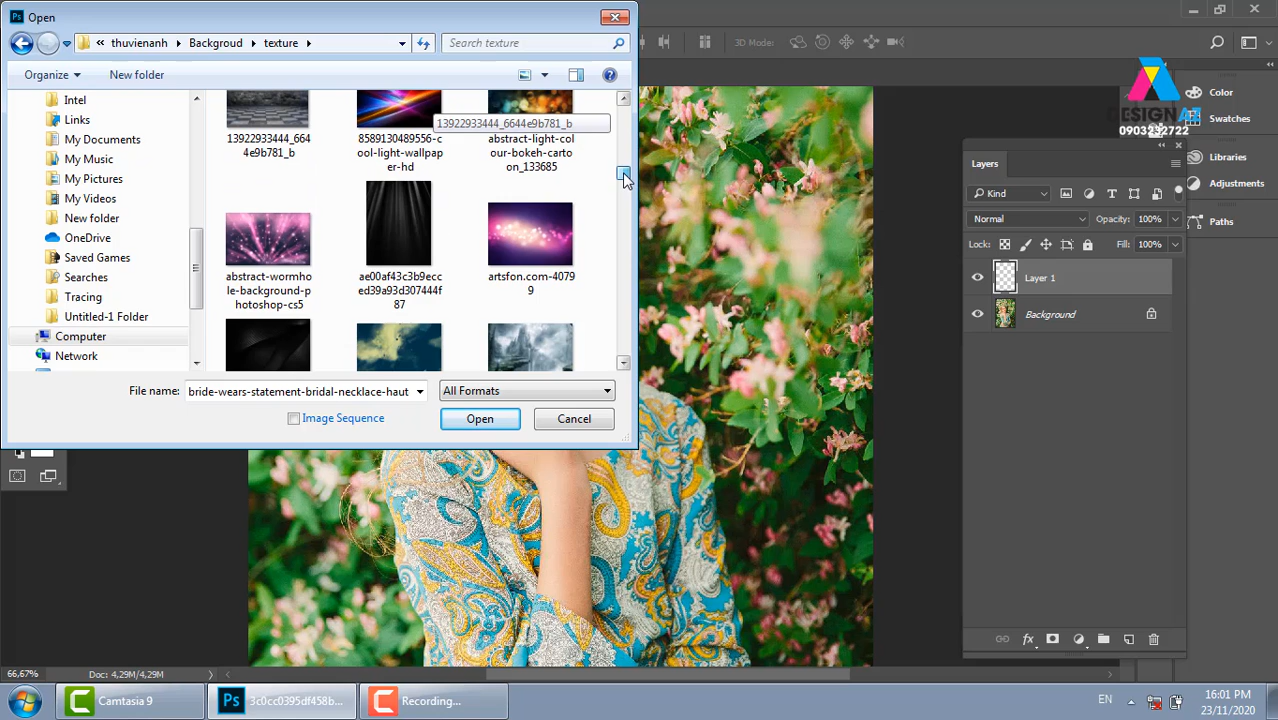 Ps Open
thuvienanh Backgroud texture
Search texture
3D Mode:
Organize New folder
Intel
Links
My Documents
My Music
My Pictures
My Videos
New folder
OneDrive
Saved Games
Searches
Tracing
Untitled-1 Folder
Computer
Network
13922933444_664
4e9b781_b
8589130489556-c
ool-light-wallpap
er-hd
13922933444_6644e9b781_b
abstract-light-col
our-bokeh-carto
on_133685
abstract-wormho
le-background-p
hotoshop-cs5
ae00af43c3b9ecc
ed39a93d307444f
87
artsfon.com-4079
9
File name: bride-wears-statement-bridal-necklace-haut
All Formats
Image Sequence
Open Cancel
DESIGN
Color
Swatches
Libraries
Adjustments
Paths
Layers
Kind
Normal Opacity: 100%
Lock: Fill: 100%
Layer 1
Background
fx
66,67% Doc: 4,29M/4,29M
Camtasia 9
Ps 3c0cc0395df458b...
Recording...
EN
16:01 PM
23/11/2020